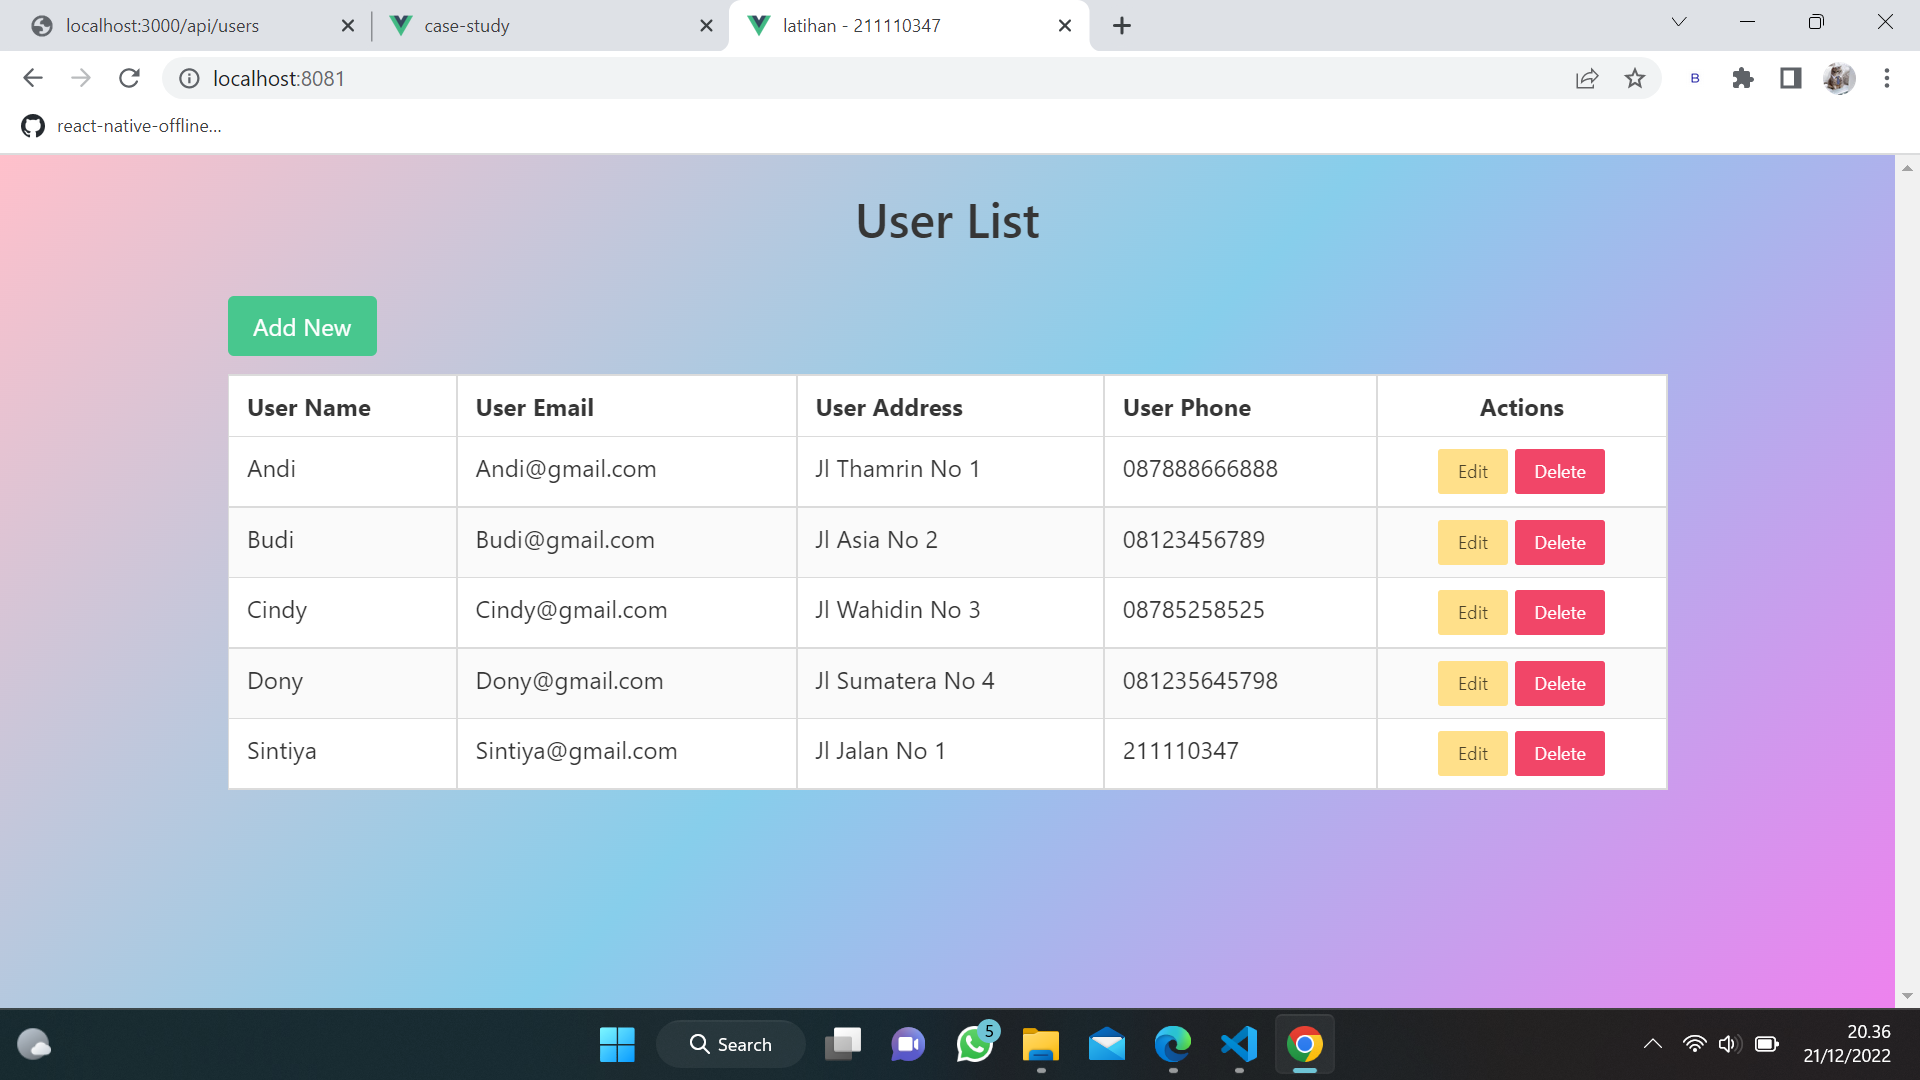 localhost:3000/api/users
case-study
latihan - 211110347
localhost:8081
B
react-native-offline...
User List
Add New
User Name User Email User Address User Phone Actions
Andi Andi@gmail.com Jl Thamrin No 1 087888666888 Edit Delete
Budi Budi@gmail.com Jl Asia No 2 08123456789 Edit Delete
Cindy Cindy@gmail.com Jl Wahidin No 3 08785258525 Edit Delete
Dony Dony@gmail.com Jl Sumatera No 4 081235645798 Edit Delete
Sintiya Sintiya@gmail.com Jl Jalan No 1 211110347 Edit Delete
Search
5
20.36
21/12/2022